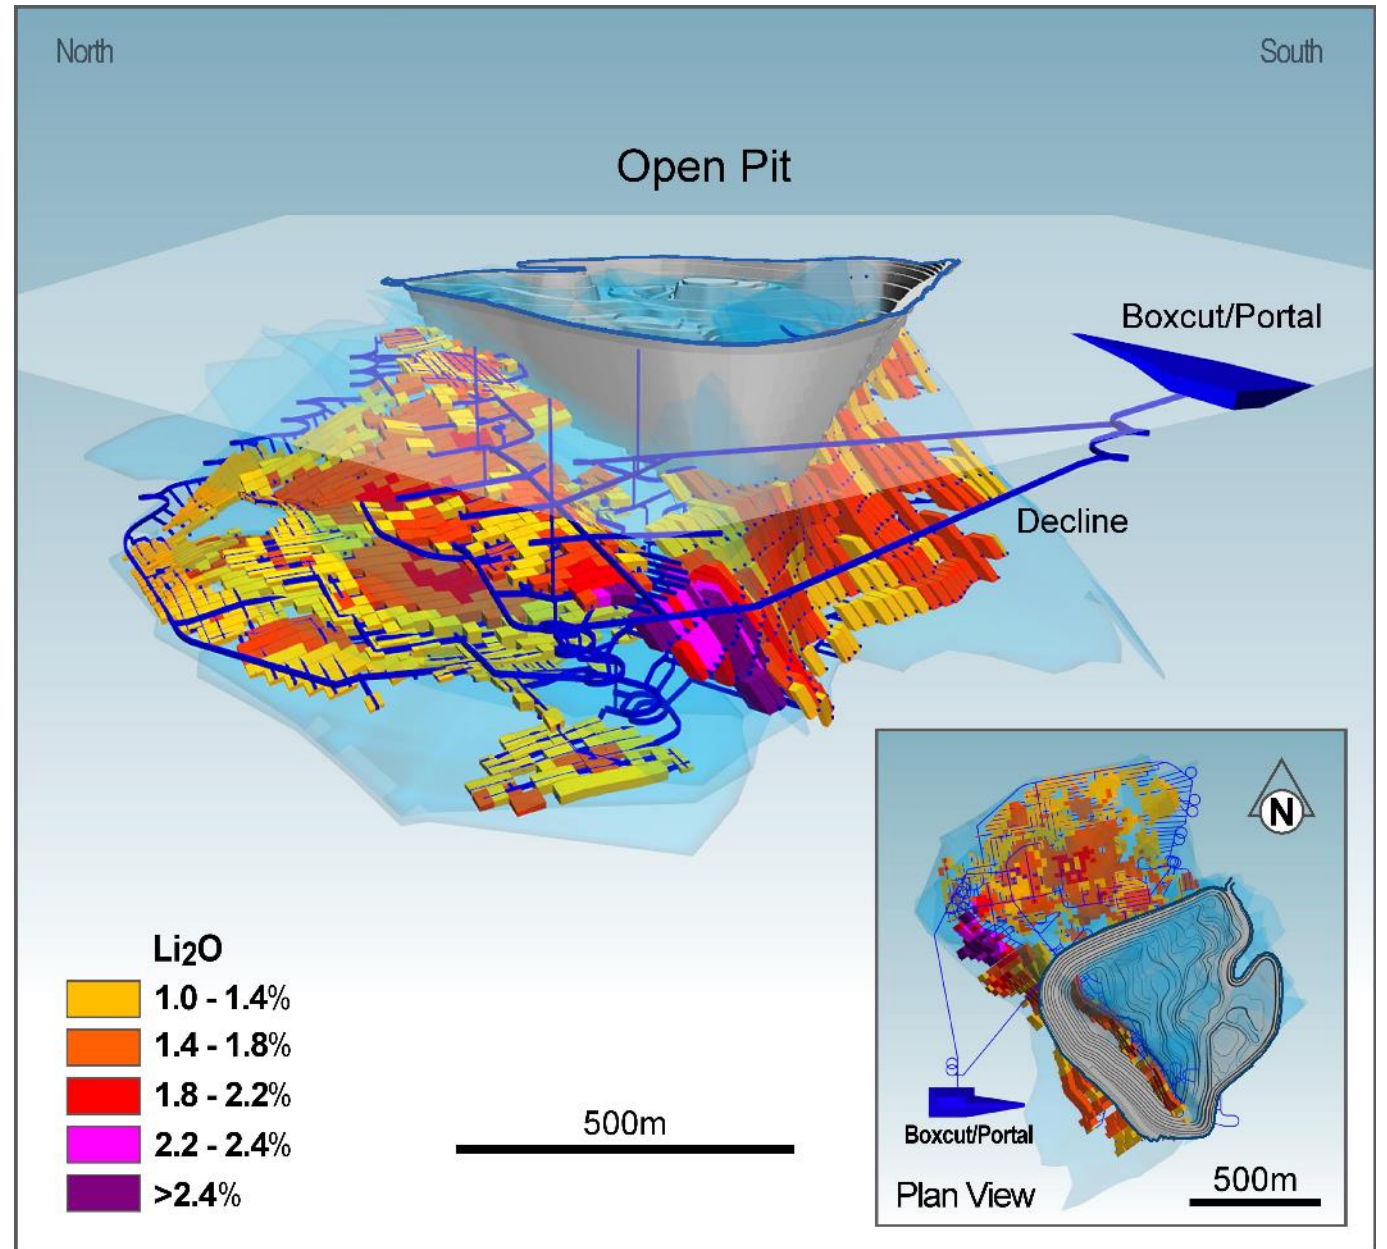 North
South
Open Pit
Boxcut/Portal
Decline
Li₂O
1.0 - 1.4%
1.4 - 1.8%
1.8 - 2.2%
2.2 - 2.4%
>2.4%
500m
N
Boxcut/Portal
Plan View
500m